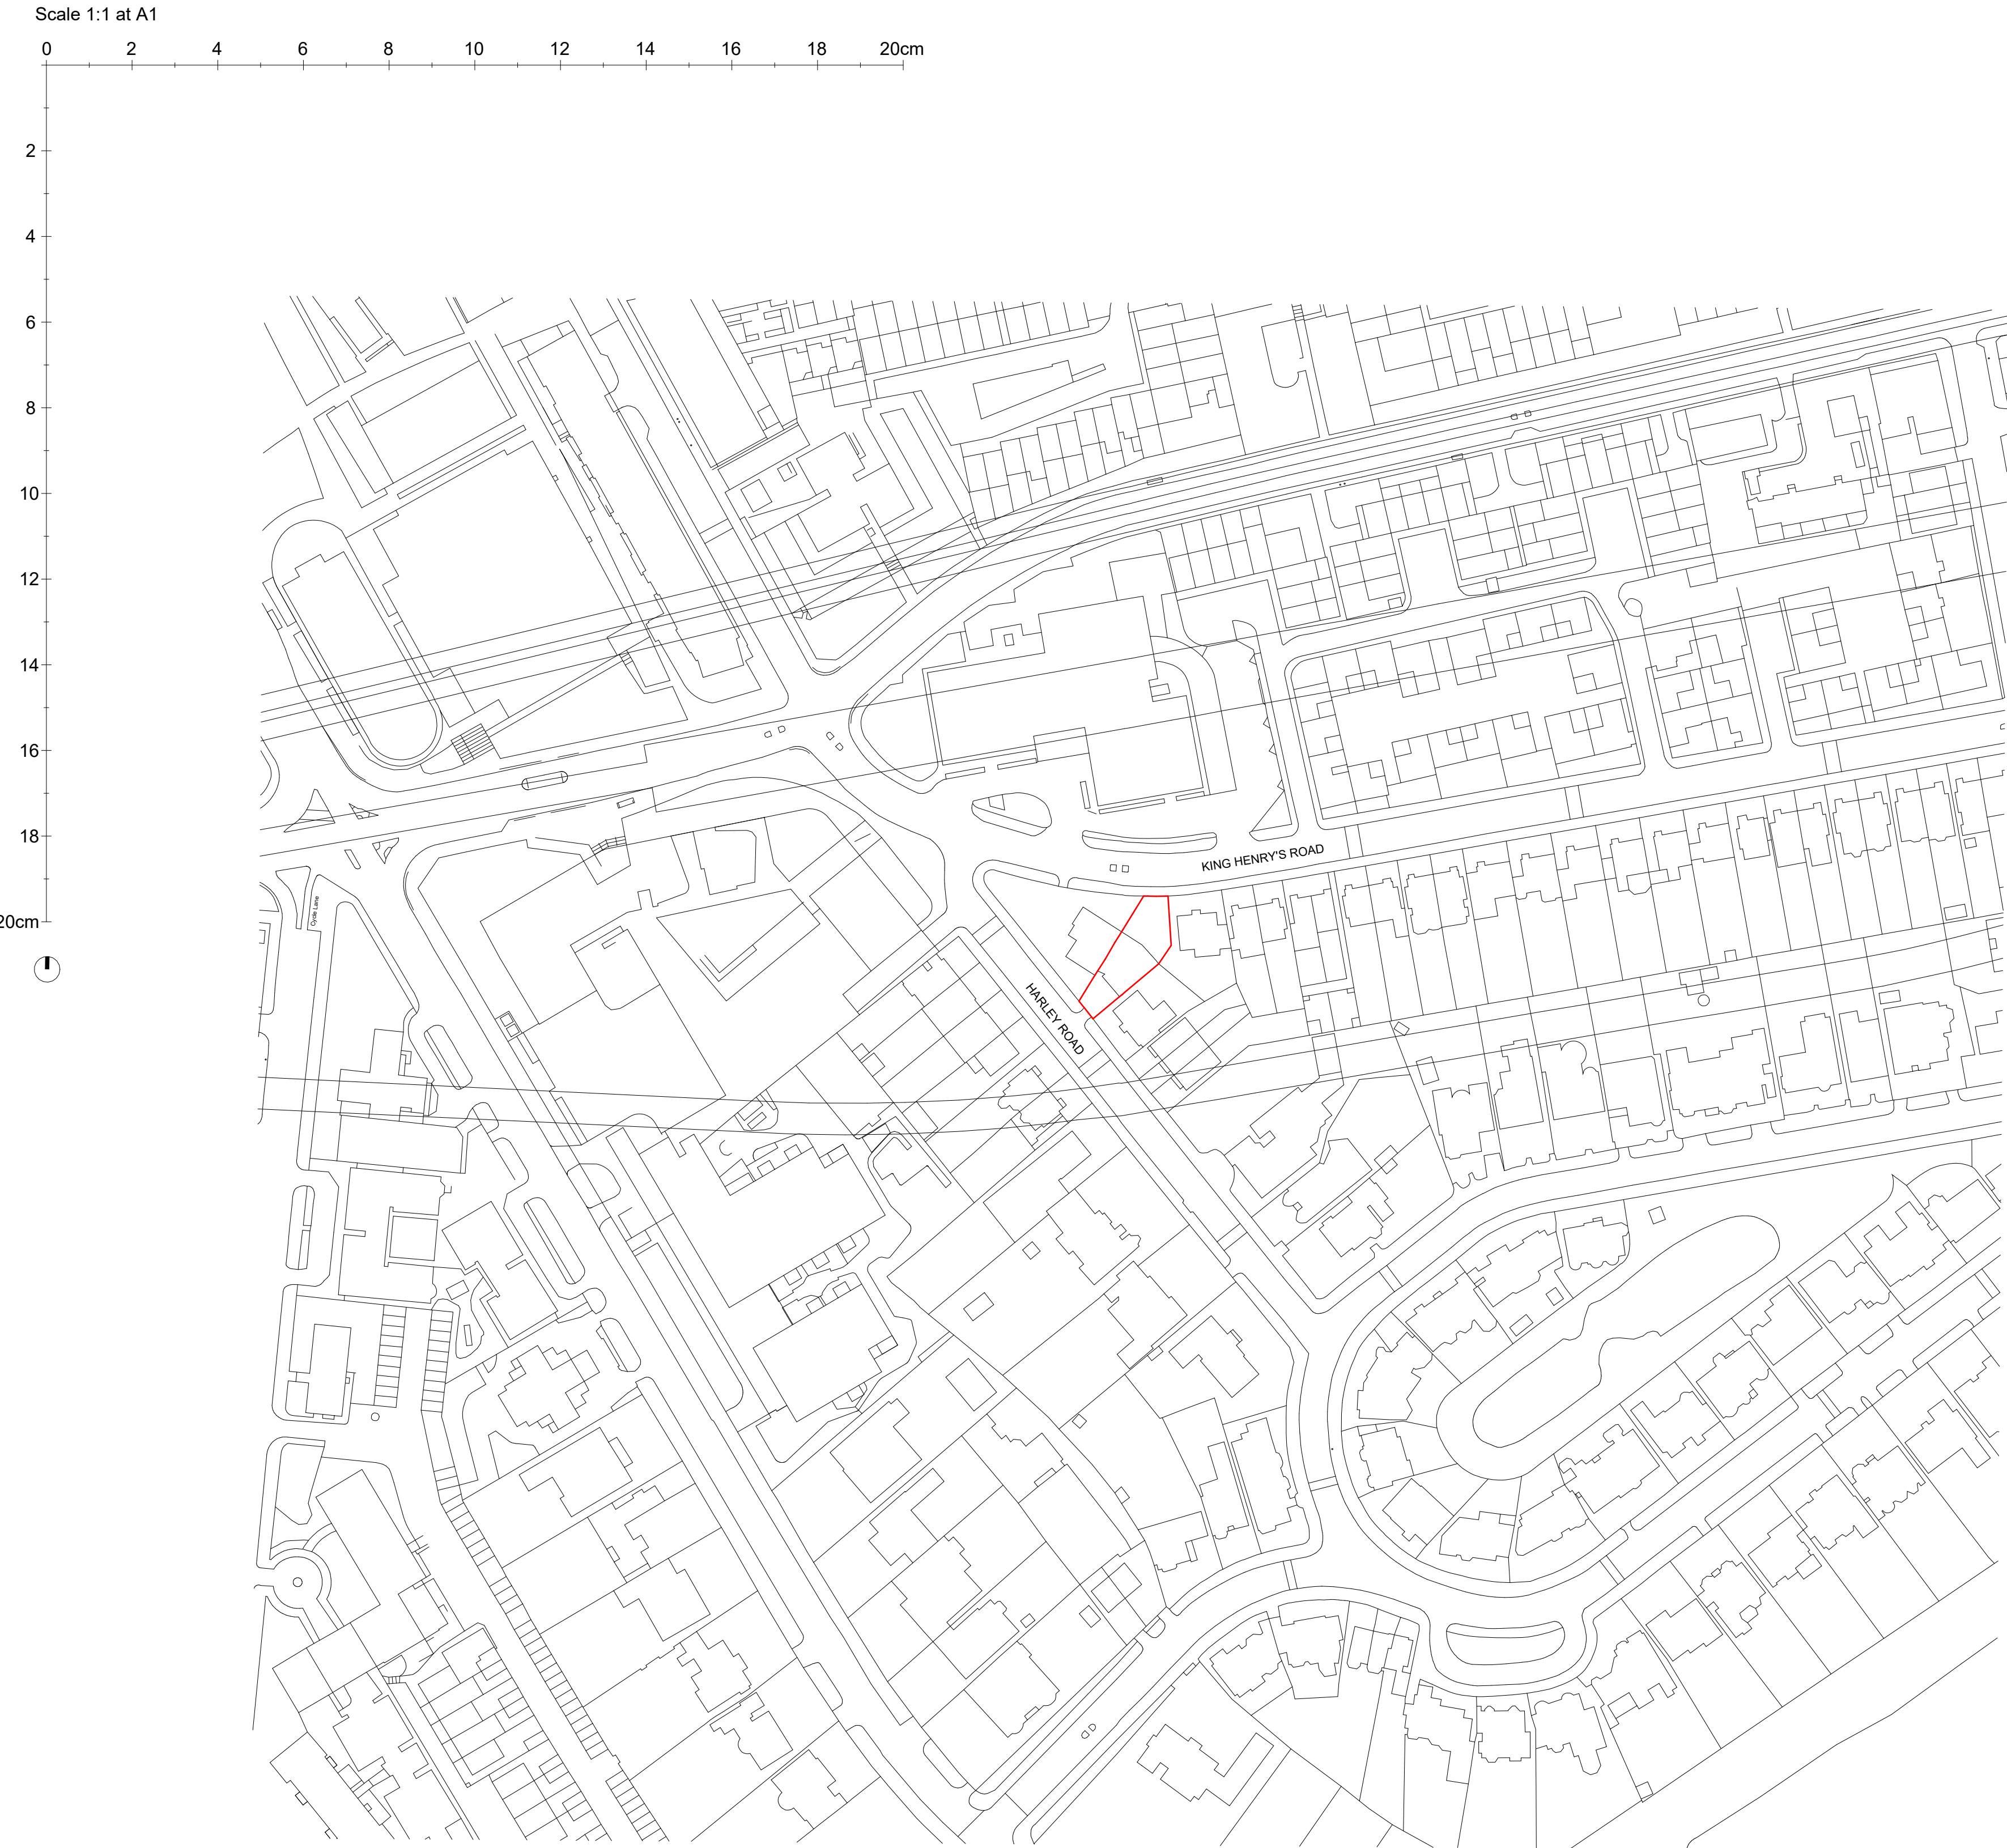 Scale 1:1 at A1
0 2 4 6 8 10 12 14 16 18 20cm
2
4
6
8
10
12
14
16
18
20cm
KING HENRY'S ROAD
Cycle Lane
HARLEY ROAD